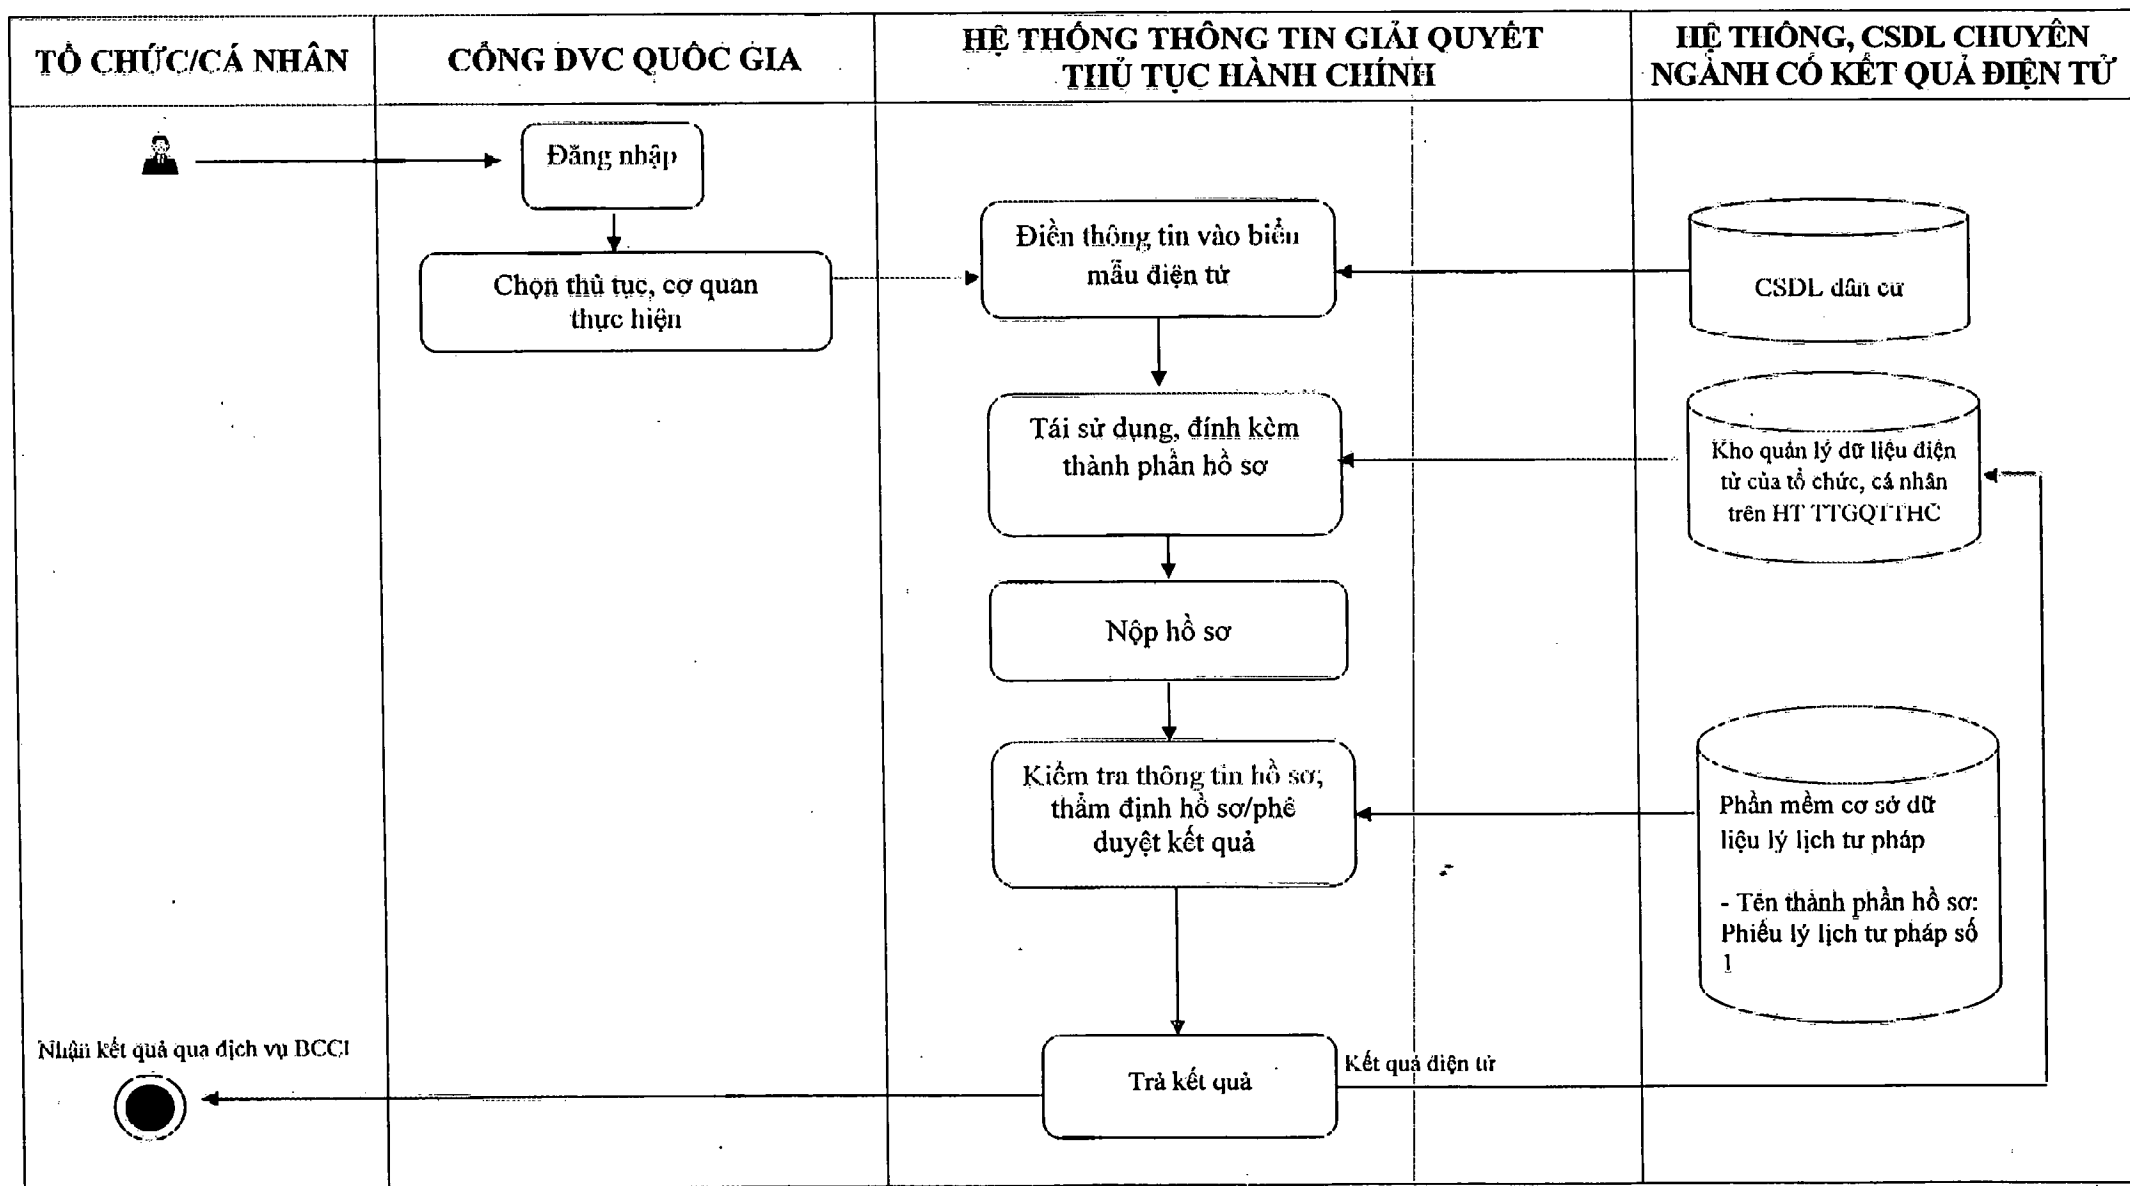 TỔ CHỨC/CÁ NHÂN
CỔNG DVC QUỐC GIA
HỆ THỐNG THÔNG TIN GIẢI QUYẾT
THỦ TỤC HÀNH CHÍNH
HỆ THỐNG, CSDL CHUYÊN
NGÀNH CÓ KẾT QUẢ ĐIỆN TỬ
Đăng nhập
Chọn thủ tục, cơ quan
thực hiện
Điền thông tin vào biểu
mẫu điện tử
CSDL dân cư
Tái sử dụng, đính kèm
thành phần hồ sơ
Kho quản lý dữ liệu điện
tử của tổ chức, cá nhân
trên HT TTGQTTHC
Nộp hồ sơ
Kiểm tra thông tin hồ sơ;
thẩm định hồ sơ/phê
duyệt kết quả
Phần mềm cơ sở dữ
liệu lý lịch tư pháp
- Tên thành phần hồ sơ:
Phiếu lý lịch tư pháp số
1
Nhận kết quả qua dịch vụ BCCI
Trả kết quả
Kết quả điện tử